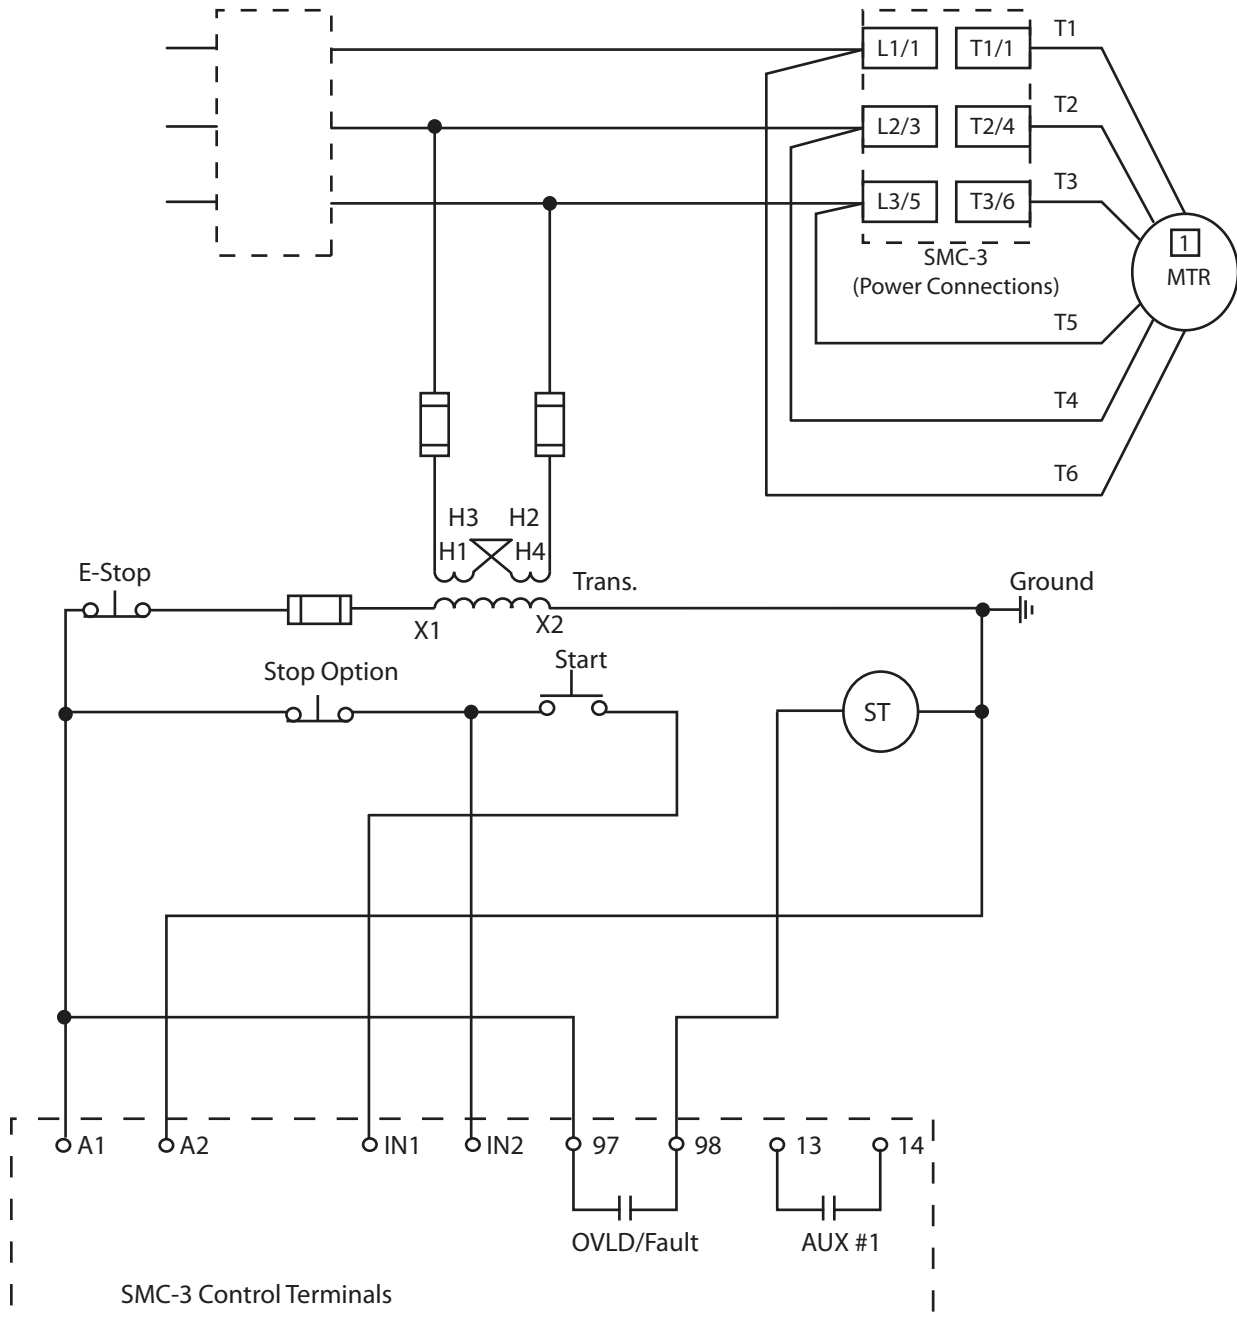 T1
L1/1
T1/1
T2
L2/3
T2/4
T3
L3/5
T3/6
1
MTR
SMC-3
(Power Connections)
T5
T4
T6
H3
H2
H1
H4
E-Stop
Trans.
Ground
X1
X2
Stop Option
Start
ST
A1
A2
IN1
IN2
97
98
13
14
OVLD/Fault
AUX #1
SMC-3 Control Terminals